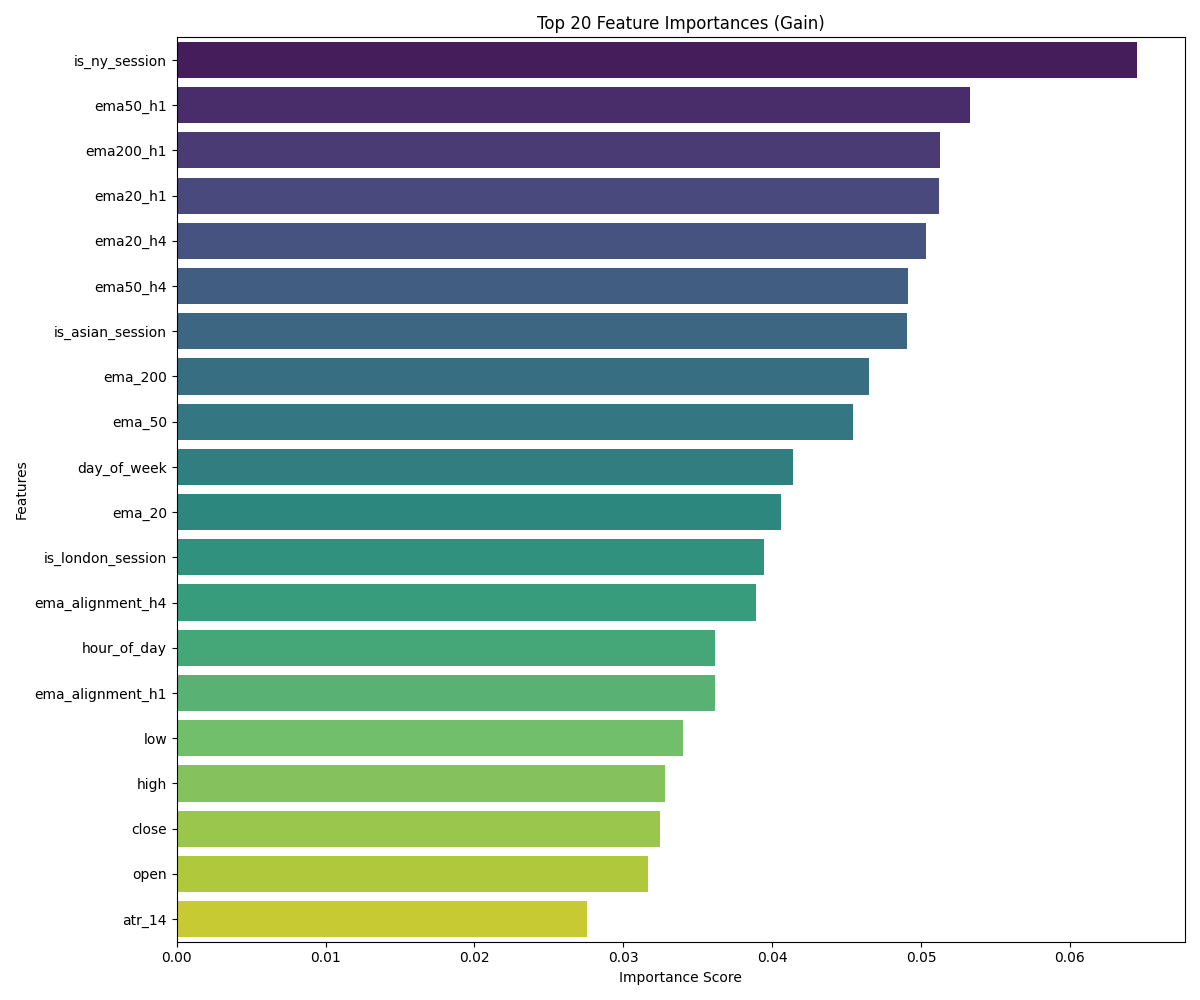 Top 20 Feature Importances (Gain)
is_ny_session
ema50_h1
ema200_h1
ema20_h1
ema20_h4
ema50_h4
is_asian_session
ema_200
ema_50
day_of_week
ema_20
is_london_session
ema_alignment_h4
hour_of_day
ema_alignment_h1
low
high
close
open
atr_14
Features
0.00 0.01 0.02 0.03 0.04 0.05 0.06
Importance Score